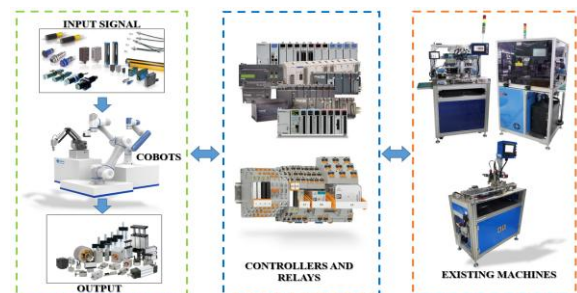 INPUT SIGNAL
COBOTS
OUTPUT
CONTROLLERS AND
RELAYS
EXISTING MACHINES